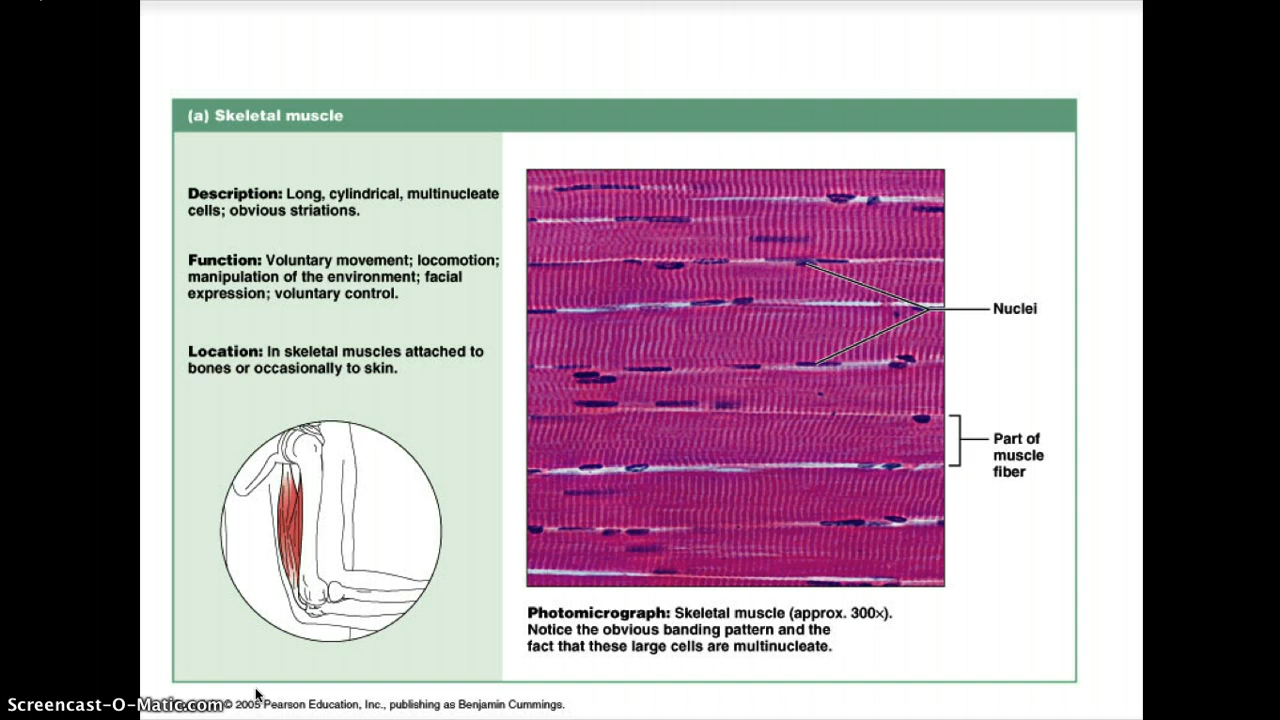 (a) Skeletal muscle
Description: Long, cylindrical, multinucleate
cells; obvious striations.
Function: Voluntary movement; locomotion;
manipulation of the environment; facial
expression; voluntary control.
Location: In skeletal muscles attached to
bones or occasionally to skin.
Nuclei
Part of
muscle
fiber
Photomicrograph: Skeletal muscle (approx. 300×).
Notice the obvious banding pattern and the
fact that these large cells are multinucleate.
Screencast-O-Matic.com
© 2005 Pearson Education, Inc., publishing as Benjamin Cummings.